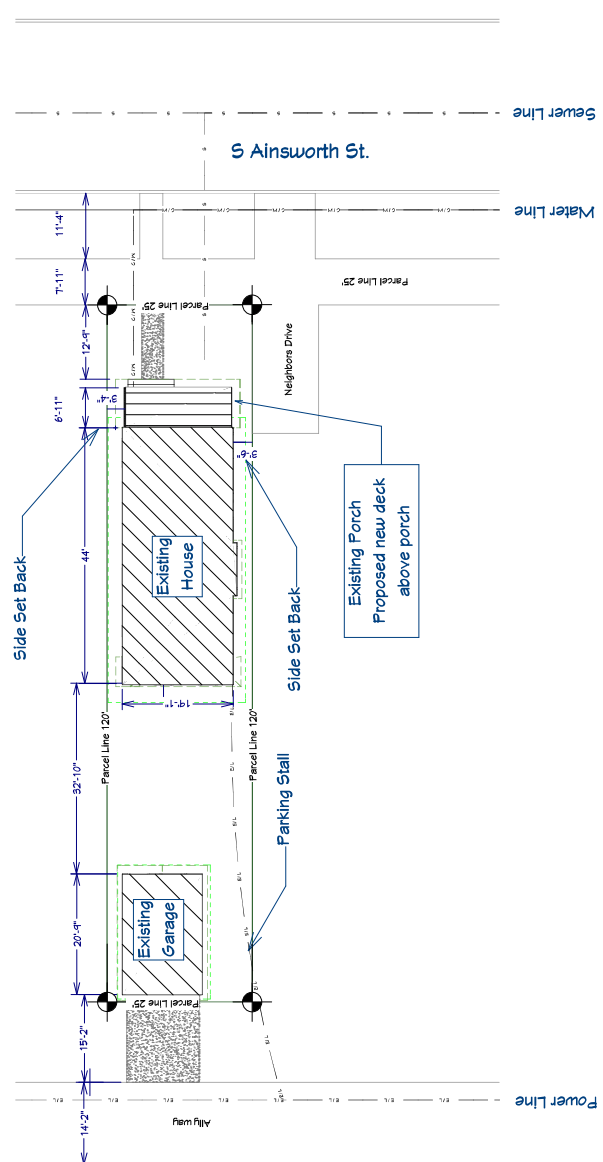 Sewer Line
S
S
S
S
S
S
S Ainsworth St.
S
Water Line
C/W
C/W
C/W
C/W
C/W
11'-4"
C/W
7'-11"
Parcel Line 25'
Parcel Line 25'
S
12'-9"
Neighbors Drive
C/W
3'-4"
6'-11"
3'-6"
Side Set Back
44'
Existing
House
Existing Porch
Proposed new deck
above porch
Side Set Back
19'-1"
Parcel Line 120'
Parcel Line 120'
32'-10"
Parking Stall
Existing
Garage
20'-9"
Parcel Line 25'
15'-2"
Power Line
14'-2"
Ally way